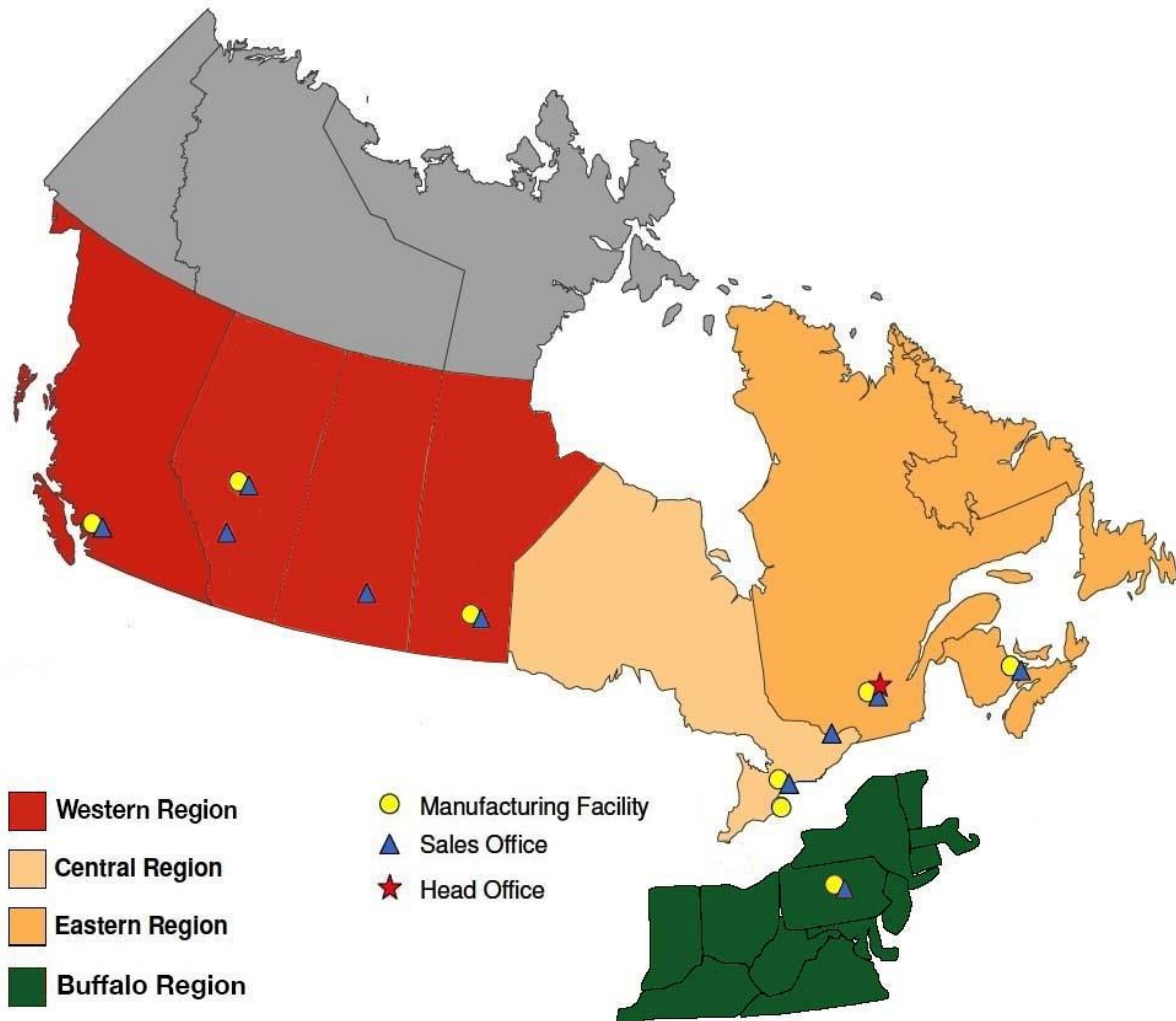 Western Region
Central Region
Eastern Region
Buffalo Region
Manufacturing Facility
Sales Office
Head Office